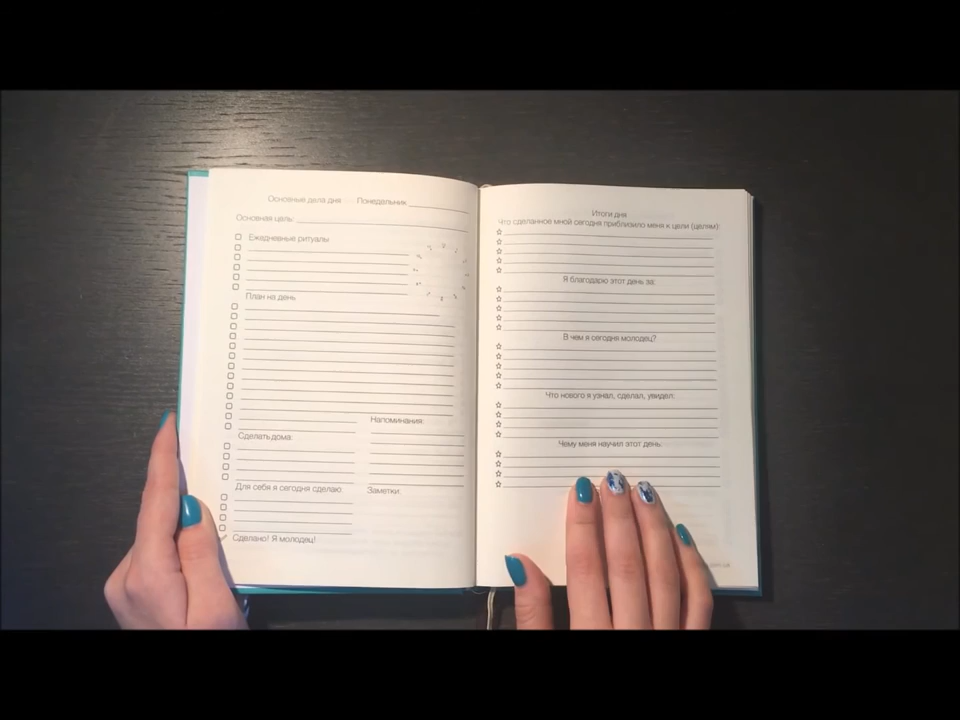 Основные дела дня Понедельник
Основная цель:
Ежедневные ритуалы
План на день
Напоминания:
Сделать дома:
Для себя я сегодня сделаю
Заметки:
Сделано! Я молодец!
Итоги дня
Что сделанное мной сегодня приблизило меня к цели (целям):
Я благодарю этот день за:
В чем я сегодня молодец?
Что нового я узнал, сделал, увидел:
Чему меня научил этот день: